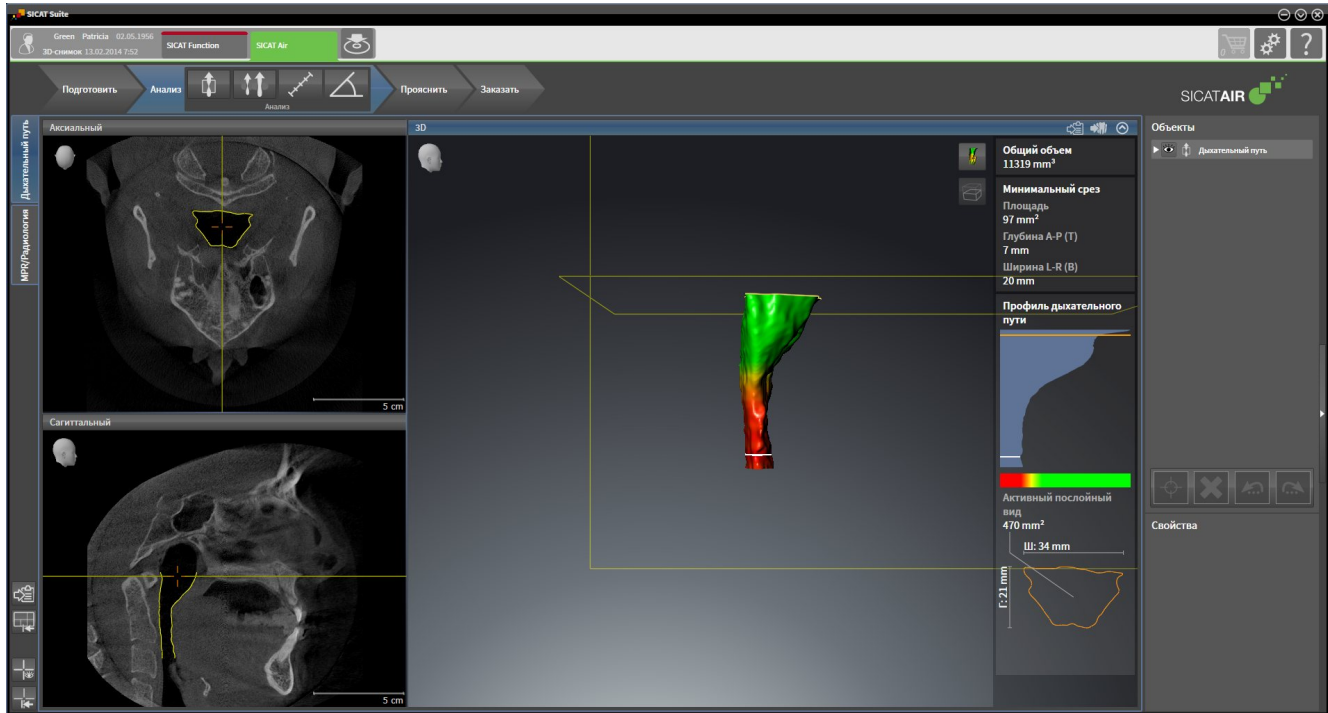 SICAT Suite
Green Patricia 02.05.1956
3D-снимок 13.02.2014 7:52
SICAT Function
SICAT Air
0
?
Подготовить
Анализ
Анализ
Прояснить
Заказать
SICATAIR
Дыхательный путь
MPR/Радиология
Аксиальный
5 cm
Сагиттальный
5 cm
3D
Общий объем
11319 mm³
Минимальный срез
Площадь
97 mm²
Глубина A-P (T)
7 mm
Ширина L-R (B)
20 mm
Профиль дыхательного
пути
Активный послойный
вид
470 mm²
Ш: 34 mm
Г: 21 mm
Объекты
Дыхательный путь
Свойства